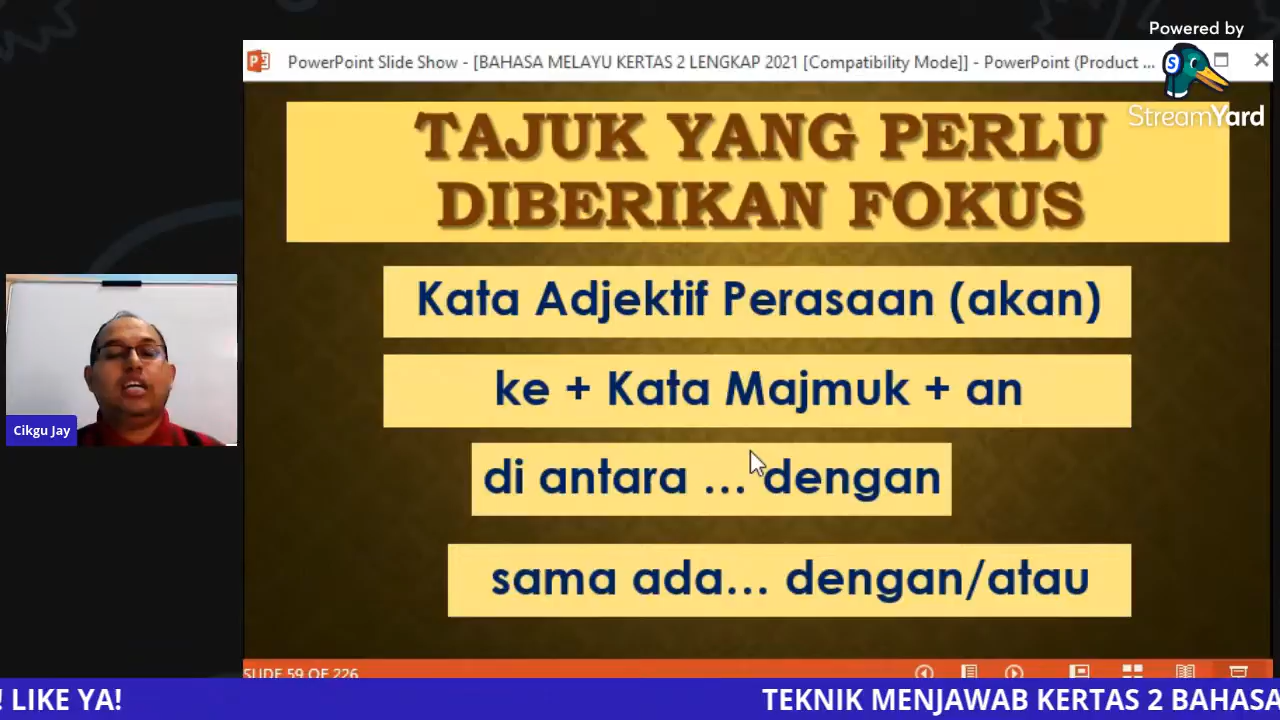 Powered by
StreamYard
PowerPoint Slide Show - [BAHASA MELAYU KERTAS 2 LENGKAP 2021 [Compatibility Mode]] - PowerPoint (Product ...
TAJUK YANG PERLU
DIBERIKAN FOKUS
Kata Adjektif Perasaan (akan)
ke + Kata Majmuk + an
di antara ... dengan
sama ada... dengan/atau
Cikgu Jay
SLIDE 59 OF 226
! LIKE YA!
TEKNIK MENJAWAB KERTAS 2 BAHASA